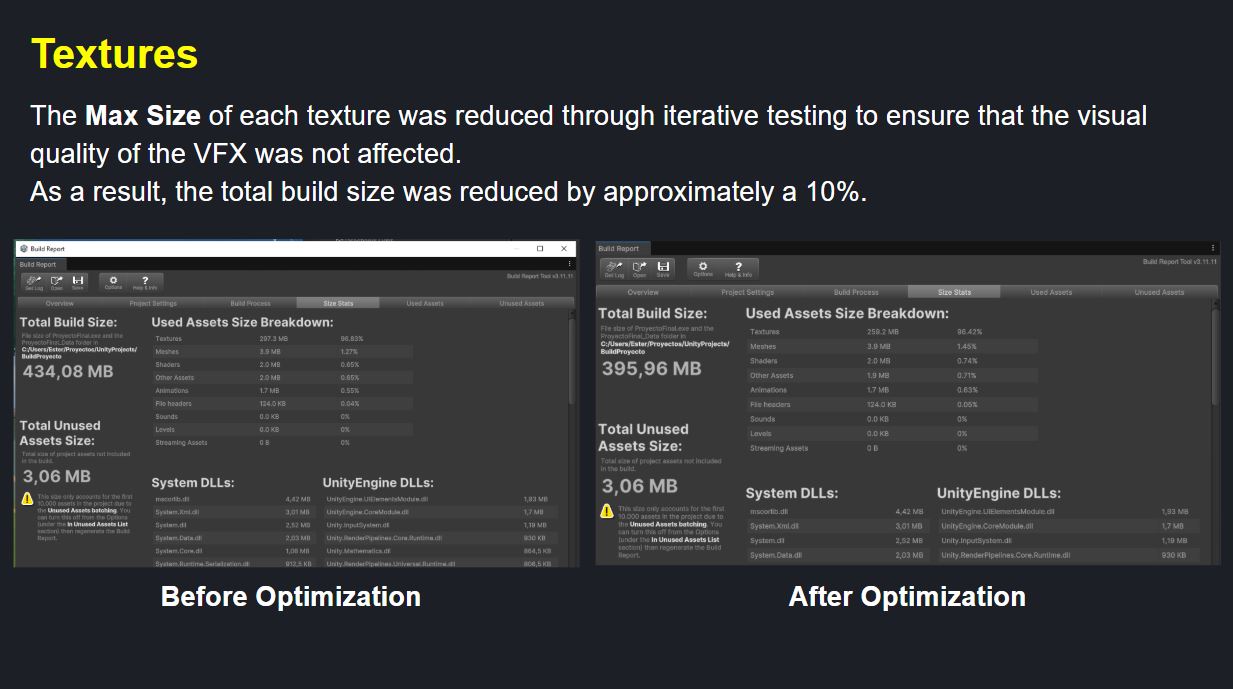 Textures
The Max Size of each texture was reduced through iterative testing to ensure that the visual
quality of the VFX was not affected.
As a result, the total build size was reduced by approximately a 10%.
Build Report
Build Report
Get Log Open Save Options Help & Info
Build Report Tool v3.11.11
Overview Project Settings Build Process Size Stats Used Assets Unused Assets
Total Build Size:
File size of ProyectoFinal.exe and the
ProyectoFinal_Data folder in
C:/Users/Ester/Proyectos/UnityProjects/
BuildProyecto
434,08 MB
Total Unused
Assets Size:
Total size of project assets not included
in the build.
3,06 MB
This size only accounts for the first
10.000 assets in the project due to
the Unused Assets batching. You
can turn this off from the Options
(under the In Unused Assets List
section) then regenerate the Build
Report.
Used Assets Size Breakdown:
Textures 297.3 MB 96.83%
Meshes 3.9 MB 1.27%
Shaders 2.0 MB 0.65%
Other Assets 2.0 MB 0.65%
Animations 1.7 MB 0.55%
File headers 124.0 KB 0.04%
Sounds 0.0 KB 0%
Levels 0.0 KB 0%
Streaming Assets 0 B 0%
System DLLs:
mscorlib.dll 4,42 MB
System.Xml.dll 3,01 MB
System.dll 2,52 MB
System.Data.dll 2,03 MB
System.Core.dll 1,08 MB
System.Runtime.Serialization.dll 912,5 KB
UnityEngine DLLs:
UnityEngine.UIElementsModule.dll 1,93 MB
UnityEngine.CoreModule.dll 1,7 MB
Unity.InputSystem.dll 1,19 MB
Unity.RenderPipelines.Core.Runtime.dll 930 KB
Unity.Mathematics.dll 864,5 KB
Unity.RenderPipelines.Universal.Runtime.dll 806,5 KB
Before Optimization
Build Report
Get Log Open Save Options Help & Info
Build Report Tool v3.11.11
Overview Project Settings Build Process Size Stats Used Assets Unused Assets
Total Build Size:
File size of ProyectoFinal.exe and the
ProyectoFinal_Data folder in
C:/Users/Ester/Proyectos/UnityProjects/
BuildProyecto
395,96 MB
Total Unused
Assets Size:
Total size of project assets not included
in the build.
3,06 MB
This size only accounts for the first
10.000 assets in the project due to
the Unused Assets batching. You
can turn this off from the Options
(under the In Unused Assets List
section) then regenerate the Build
Report.
Used Assets Size Breakdown:
Textures 259.2 MB 96.42%
Meshes 3.9 MB 1.45%
Shaders 2.0 MB 0.74%
Other Assets 1.9 MB 0.71%
Animations 1.7 MB 0.63%
File headers 124.0 KB 0.05%
Sounds 0.0 KB 0%
Levels 0.0 KB 0%
Streaming Assets 0 B 0%
System DLLs:
mscorlib.dll 4,42 MB
System.Xml.dll 3,01 MB
System.dll 2,52 MB
System.Data.dll 2,03 MB
UnityEngine DLLs:
UnityEngine.UIElementsModule.dll 1,93 MB
UnityEngine.CoreModule.dll 1,7 MB
Unity.InputSystem.dll 1,19 MB
Unity.RenderPipelines.Core.Runtime.dll 930 KB
After Optimization